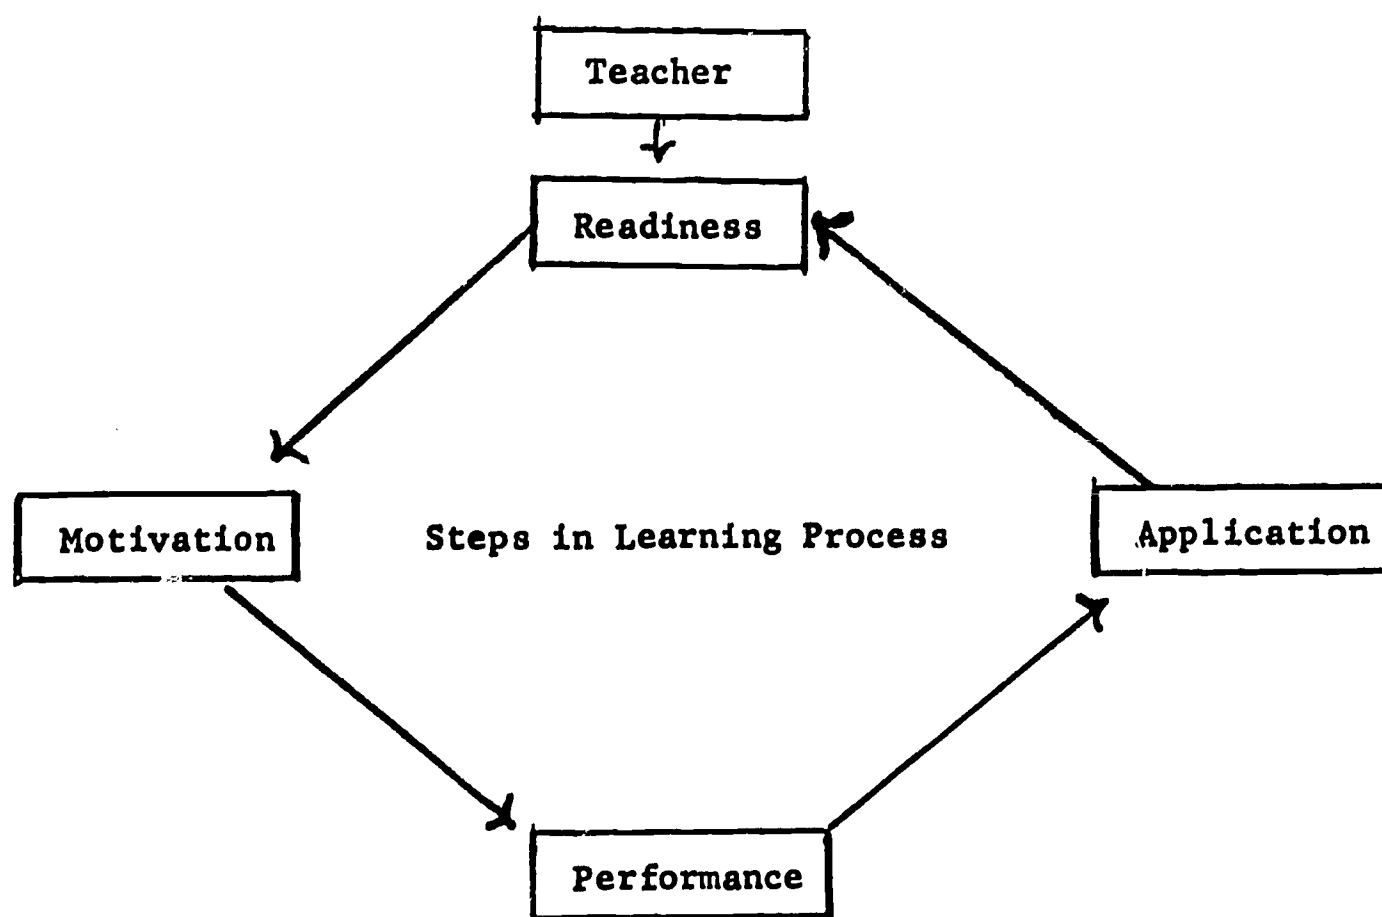 Teacher
Readiness
Motivation
Steps in Learning Process
Application
Performance